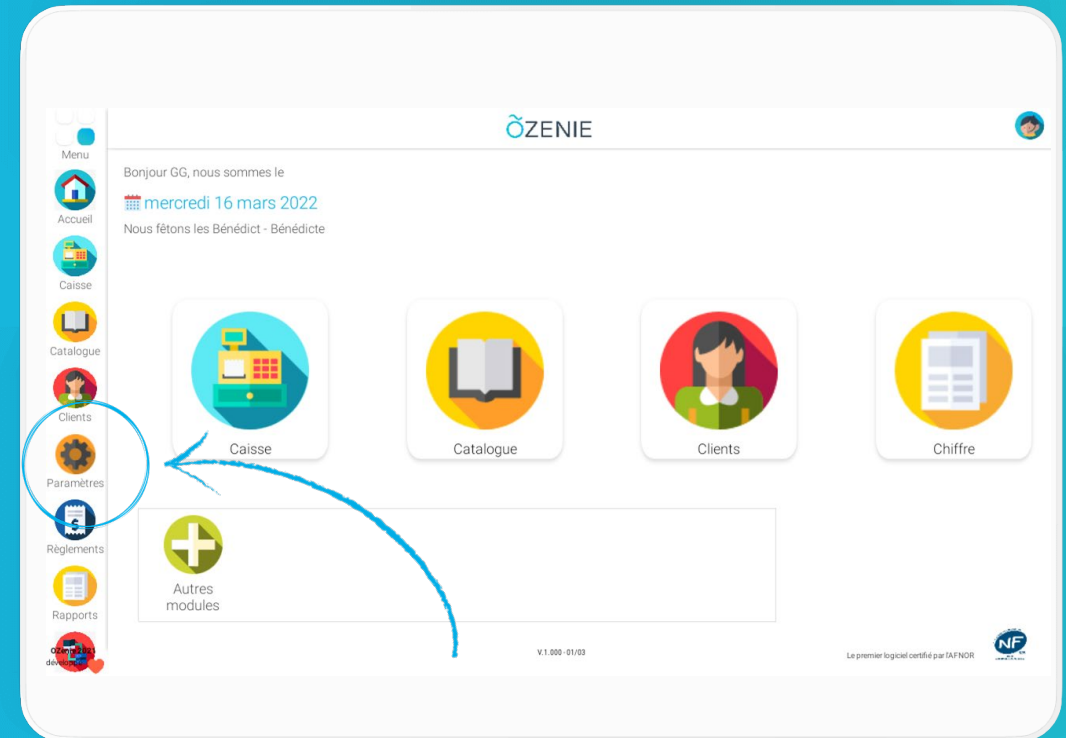 ÕZENIE
Menu
Bonjour GG, nous sommes le
mercredi 16 mars 2022
Nous fêtons les Bénédict - Bénédicte
Accueil
Caisse
Catalogue
Clients
Paramètres
Règlements
Rapports
Caisse
Catalogue
Clients
Chiffre
Autres
modules
V.1.000 - 01/03
Le premier logiciel certifié par l'AFNOR
NF